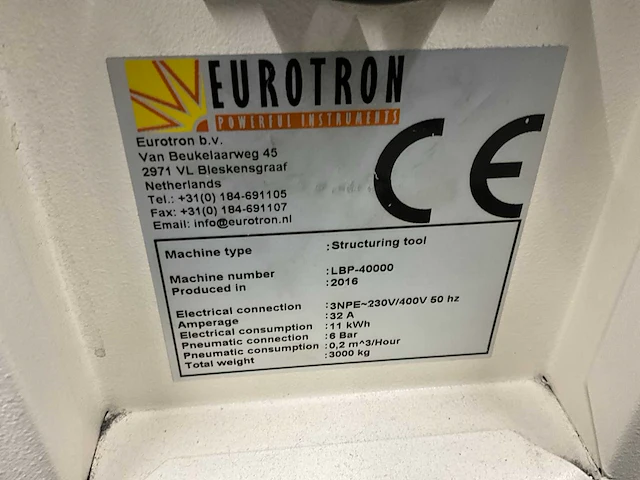 EUROTRON
POWERFUL INSTRUMENTS
CE
Eurotron b.v.
Van Beukelaarweg 45
2971 VL Bleskensgraaf
Netherlands
Tel.: +31(0) 184-691105
Fax: +31(0) 184-691107
Email: info@eurotron.nl
Machine type :Structuring tool
Machine number :LBP-40000
Produced in :2016
Electrical connection :3NPE~230V/400V 50 hz
Amperage :32 A
Electrical consumption :11 kWh
Pneumatic connection :6 Bar
Pneumatic consumption :0,2 m^3/Hour
Total weight :3000 kg